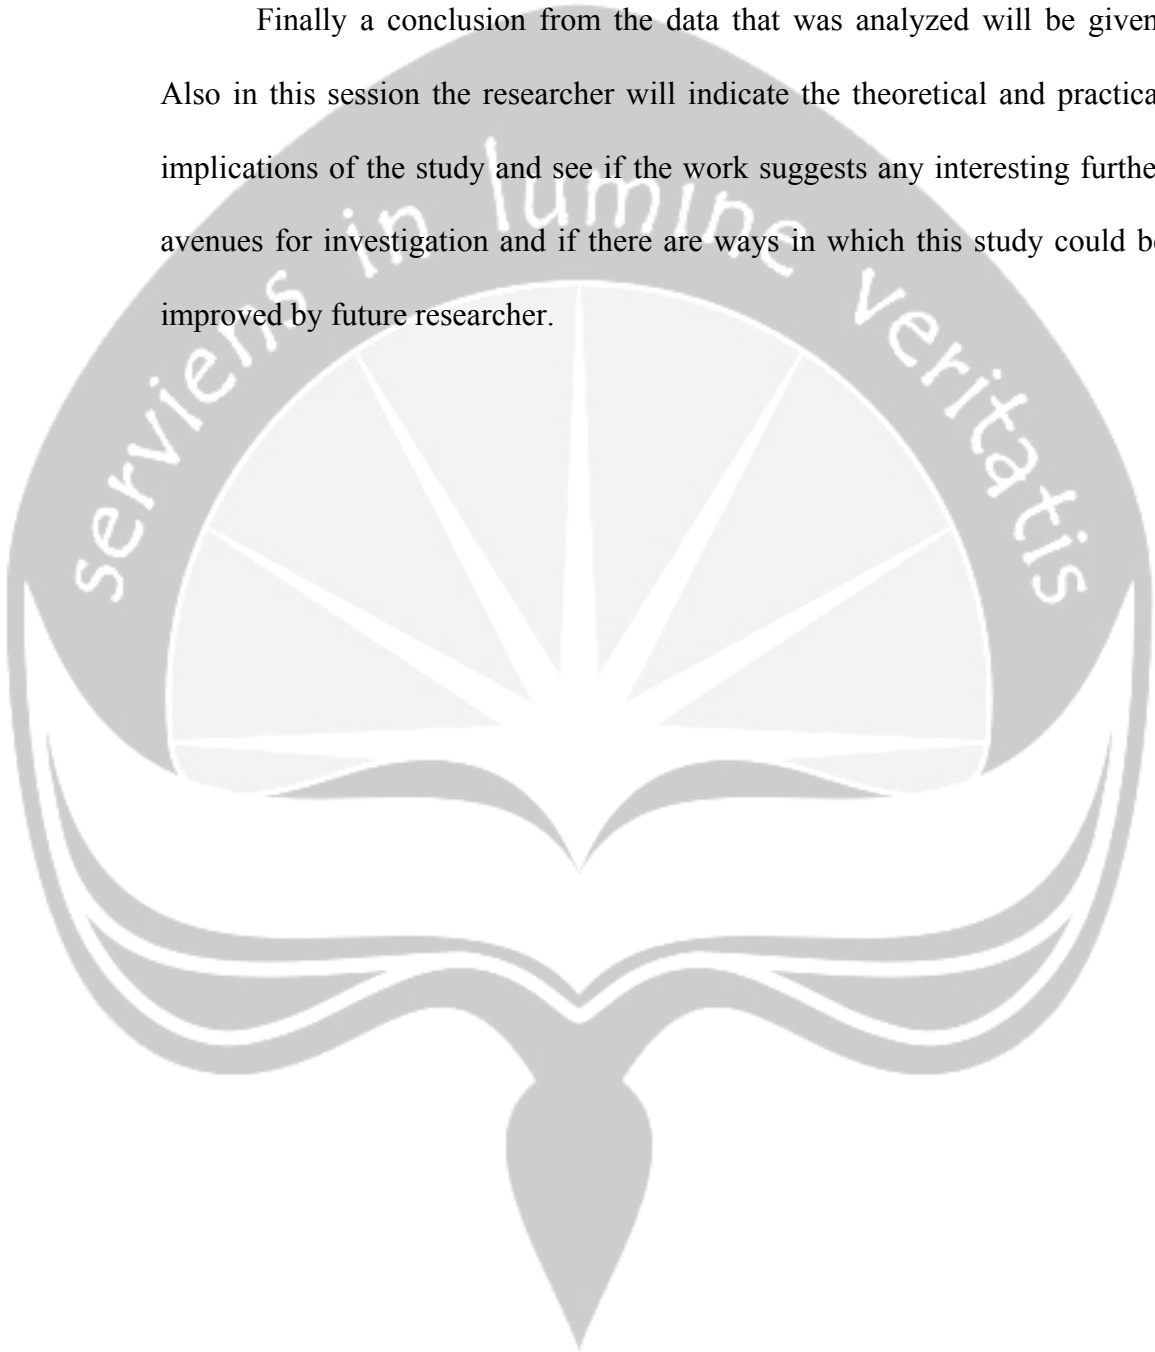 Finally a conclusion from the data that was analyzed will be given
Also in this session the researcher will indicate the theoretical and practica
implications of the study and see if the work suggests any interesting furthe
avenues for investigation and if there are ways in which this study could b
improved by future researcher.
serviens in lumine veritatis